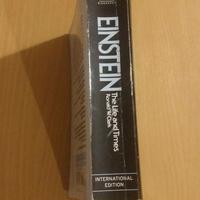 EINSTEIN
The Life and Times
Ronald W. Clark
INTERNATIONAL
EDITION